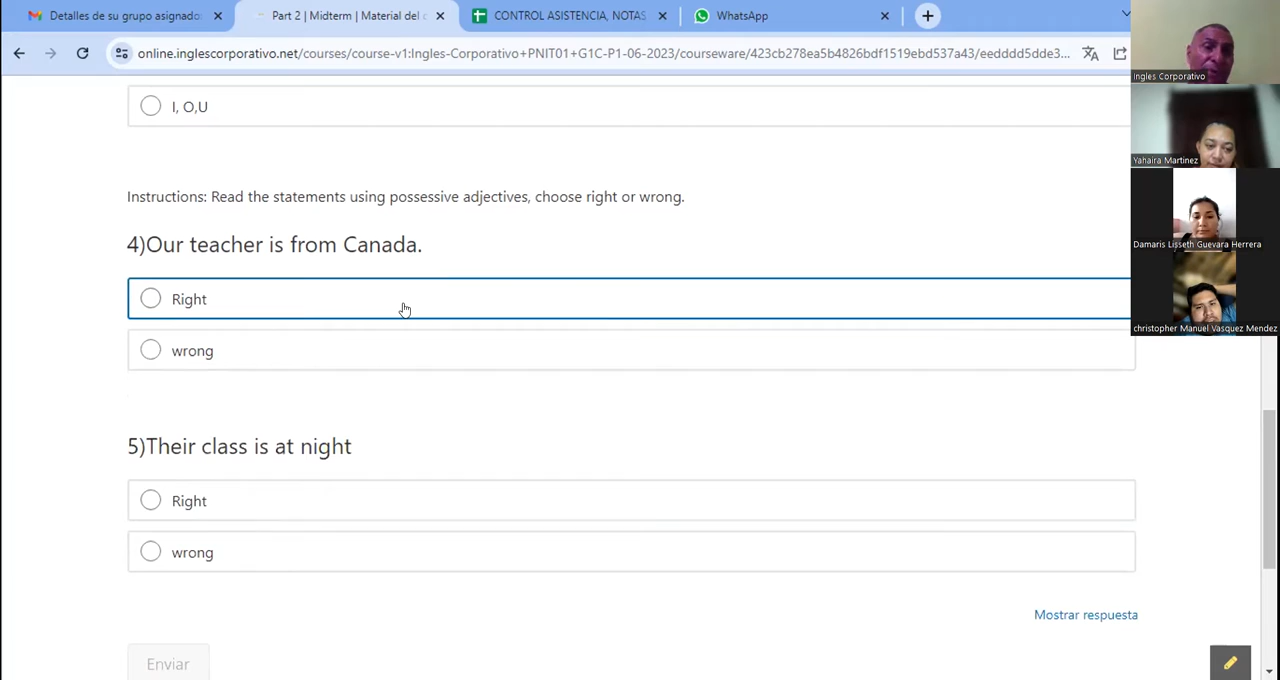 Detalles de su grupo asignado
Part 2 | Midterm | Material del c
CONTROL ASISTENCIA, NOTAS
WhatsApp
online.inglescorporativo.net/courses/course-v1:Ingles-Corporativo+PNIT01+G1C-P1-06-2023/courseware/423cb278ea5b4826bdf1519ebd537a43/eedddd5dde3...
Ingles Corporativo
Yahaira Martinez
Damaris Lisseth Guevara Herrera
christopher Manuel Vasquez Mendez
I, O,U
Instructions: Read the statements using possessive adjectives, choose right or wrong.
4)Our teacher is from Canada.
Right
wrong
5)Their class is at night
Right
wrong
Mostrar respuesta
Enviar